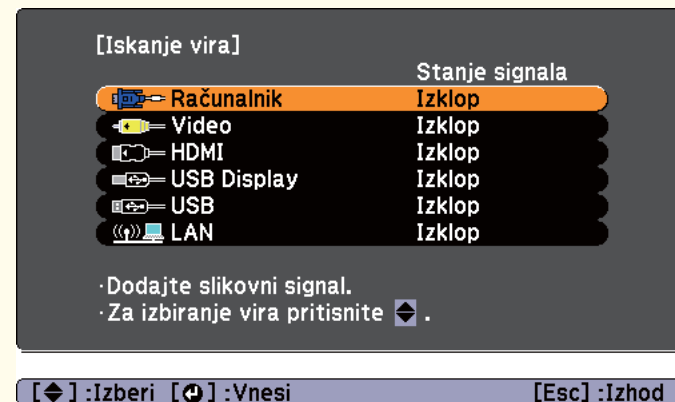 [Iskanje vira]
Stanje signala
Računalnik Izklop
Video Izklop
HDMI Izklop
USB Display Izklop
USB Izklop
LAN Izklop
·Dodajte slikovni signal.
·Za izbiranje vira pritisnite .
[ ] :Izberi [ ] :Vnesi [Esc] :Izhod